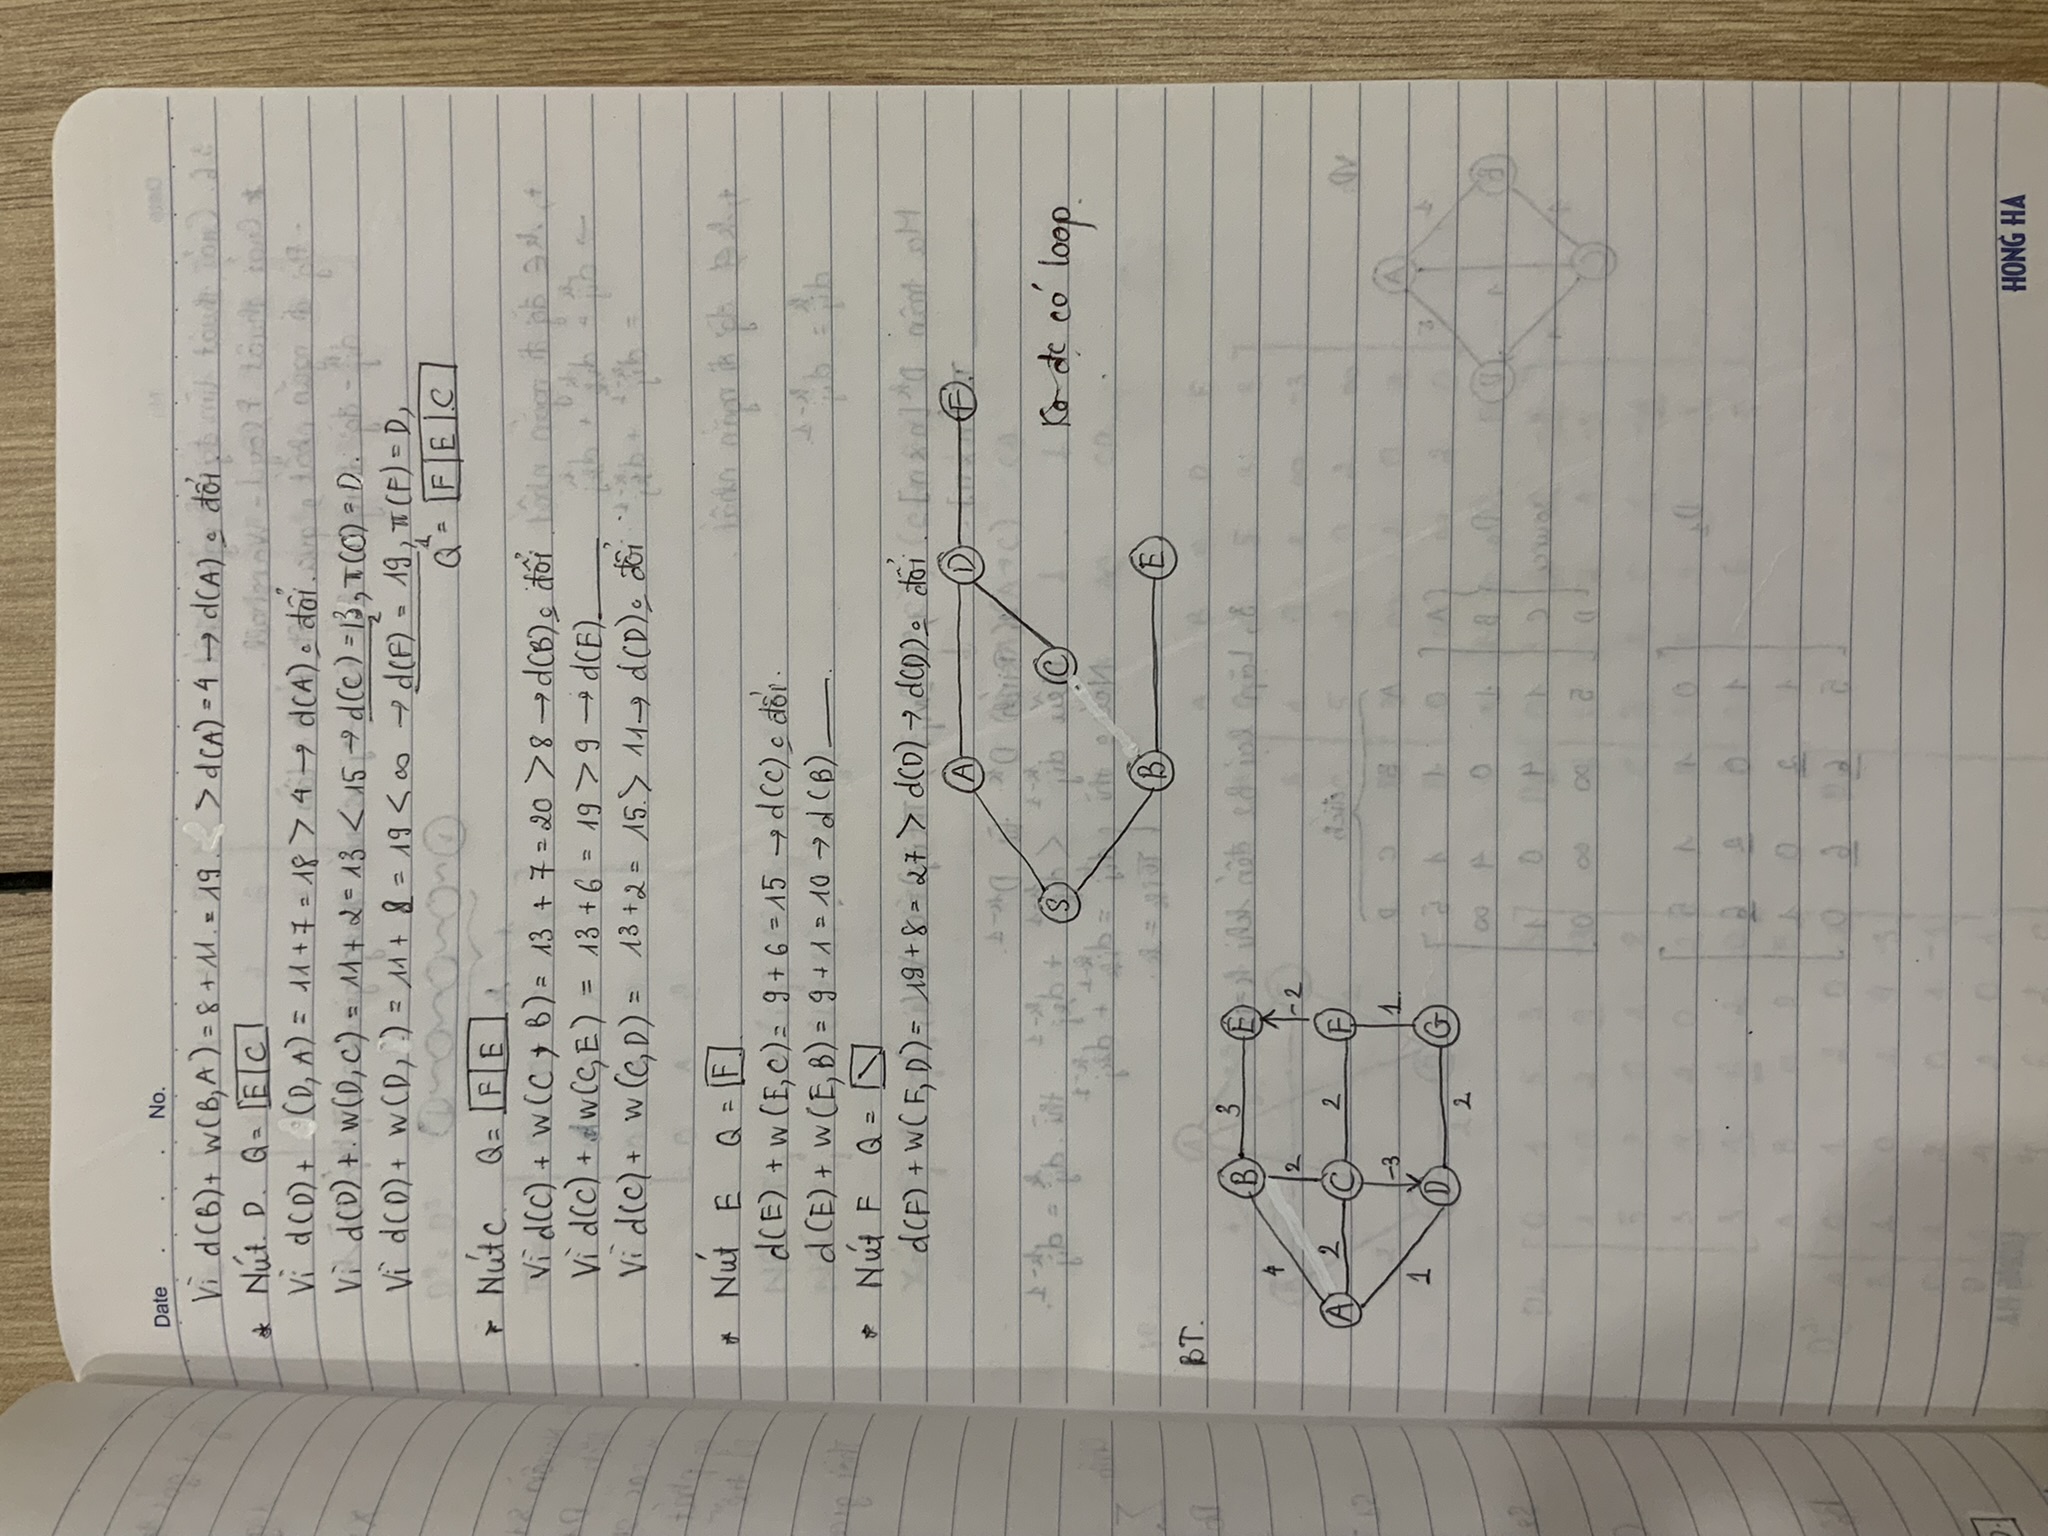 Date . . . No.
Vì d(B) + w(B,A) = 8 + 11 = 19 > d(A) = 4 → d(A) o đổi.
* Nút D. Q = E C
Vì d(D) + (D,A) = 11 + 7 = 18 > 4 → d(A) o đổi.
Vì d(D) + w(D,C) = 11 + 2 = 13 < 15 → d(C) = 13, π(C) = D.
2
Vì d(D) + w(D, ) = 11 + 8 = 19 < ∞ → d(F) = 19, π(F) = D,
1
Q = F E C
* Nút C Q = F E
Vì d(C) + w(C, B) = 13 + 7 = 20 > 8 → d(B) o đổi
Vì d(C) + w(C,E) = 13 + 6 = 19 > 9 → d(E) ——
Vì d(C) + w(C,D) = 13 + 2 = 15 > 11 → d(D) o đổi
* Nút E Q = F
d(E) + w(E,C) = 9 + 6 = 15 → d(C) o đổi.
d(E) + w(E,B) = 9 + 1 = 10 → d(B) ——.
* Nút F Q = \
d(F) + w(F,D) = 19 + 8 = 27 > d(D) → d(D) o đổi.
A D F
S C Ko đc có loop.
B E
BT.
B 3 E
4 2 -2
A 2 C 2 F
-3 1
1 D 2 G
HONG HA